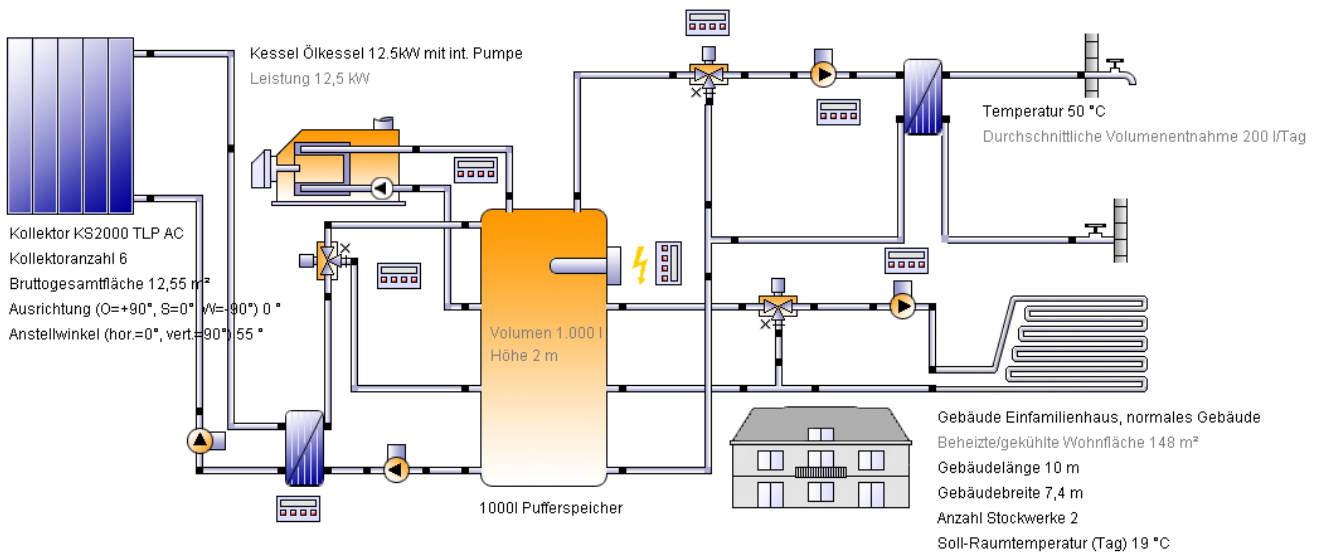 Kessel Ölkessel 12.5kW mit int. Pumpe
Leistung 12,5 kW
Temperatur 50 °C
Durchschnittliche Volumenentnahme 200 l/Tag
Kollektor KS2000 TLP AC
Kollektoranzahl 6
Bruttogesamtfläche 12,55 m²
Ausrichtung (O=+90°, S=0°, W=-90°) 0 °
Anstellwinkel (hor.=0°, vert.=90°) 55 °
Volumen 1.000 l
Höhe 2 m
1000l Pufferspeicher
Gebäude Einfamilienhaus, normales Gebäude
Beheizte/gekühlte Wohnfläche 148 m²
Gebäudelänge 10 m
Gebäudebreite 7,4 m
Anzahl Stockwerke 2
Soll-Raumtemperatur (Tag) 19 °C